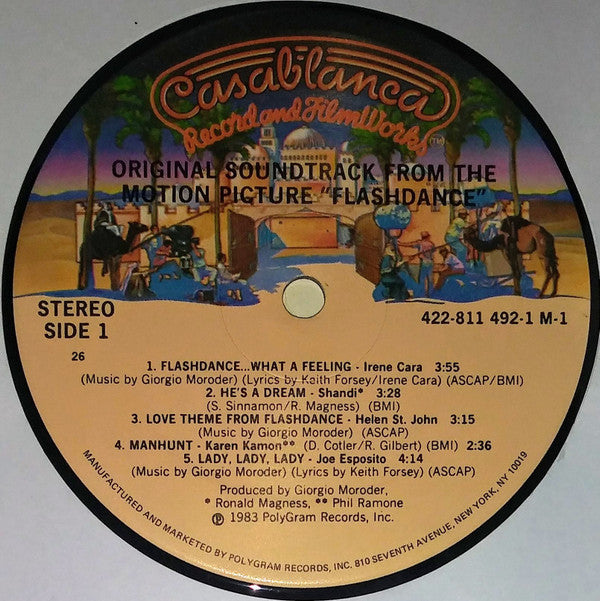 Casablanca
Record and FilmWorks™
ORIGINAL SOUNDTRACK FROM THE
MOTION PICTURE "FLASHDANCE"
STEREO
SIDE 1
422-811 492-1 M-1
26
1. FLASHDANCE...WHAT A FEELING - Irene Cara 3:55
(Music by Giorgio Moroder) (Lyrics by Keith Forsey/Irene Cara) (ASCAP/BMI)
2. HE'S A DREAM - Shandi* 3:28
(S. Sinnamon/R. Magness) (BMI)
3. LOVE THEME FROM FLASHDANCE - Helen St. John 3:15
(Music by Giorgio Moroder) (ASCAP)
4. MANHUNT - Karen Kamon** (D. Cotler/R. Gilbert) (BMI) 2:36
5. LADY, LADY, LADY - Joe Esposito 4:14
(Music by Giorgio Moroder) (Lyrics by Keith Forsey) (ASCAP)
Produced by Giorgio Moroder,
* Ronald Magness, ** Phil Ramone
℗ 1983 PolyGram Records, Inc.
MANUFACTURED AND MARKETED BY POLYGRAM RECORDS, INC. 810 SEVENTH AVENUE, NEW YORK, NY 10019